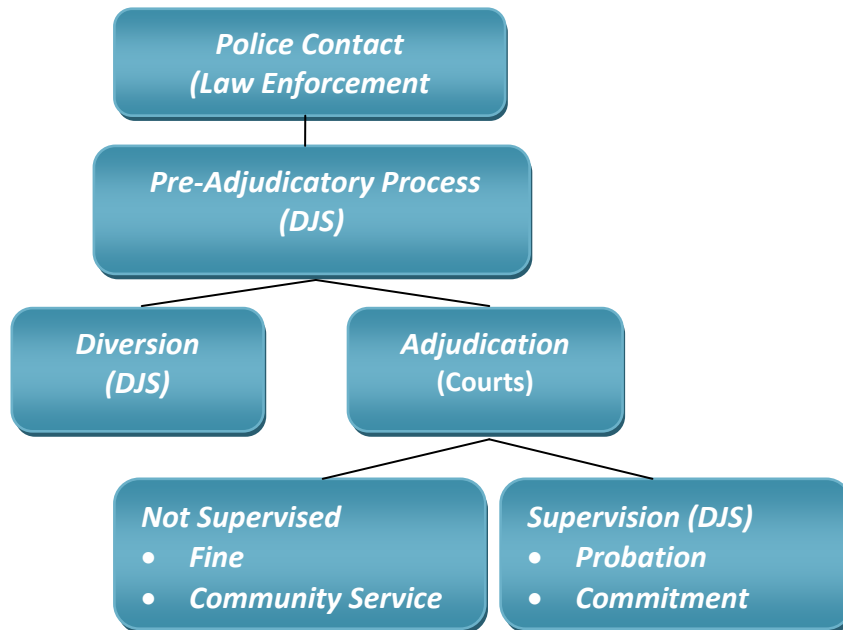 Police Contact
(Law Enforcement
Pre-Adjudicatory Process
(DJS)
Diversion
(DJS)
Adjudication
(Courts)
Not Supervised
• Fine
• Community Service
Supervision (DJS)
• Probation
• Commitment